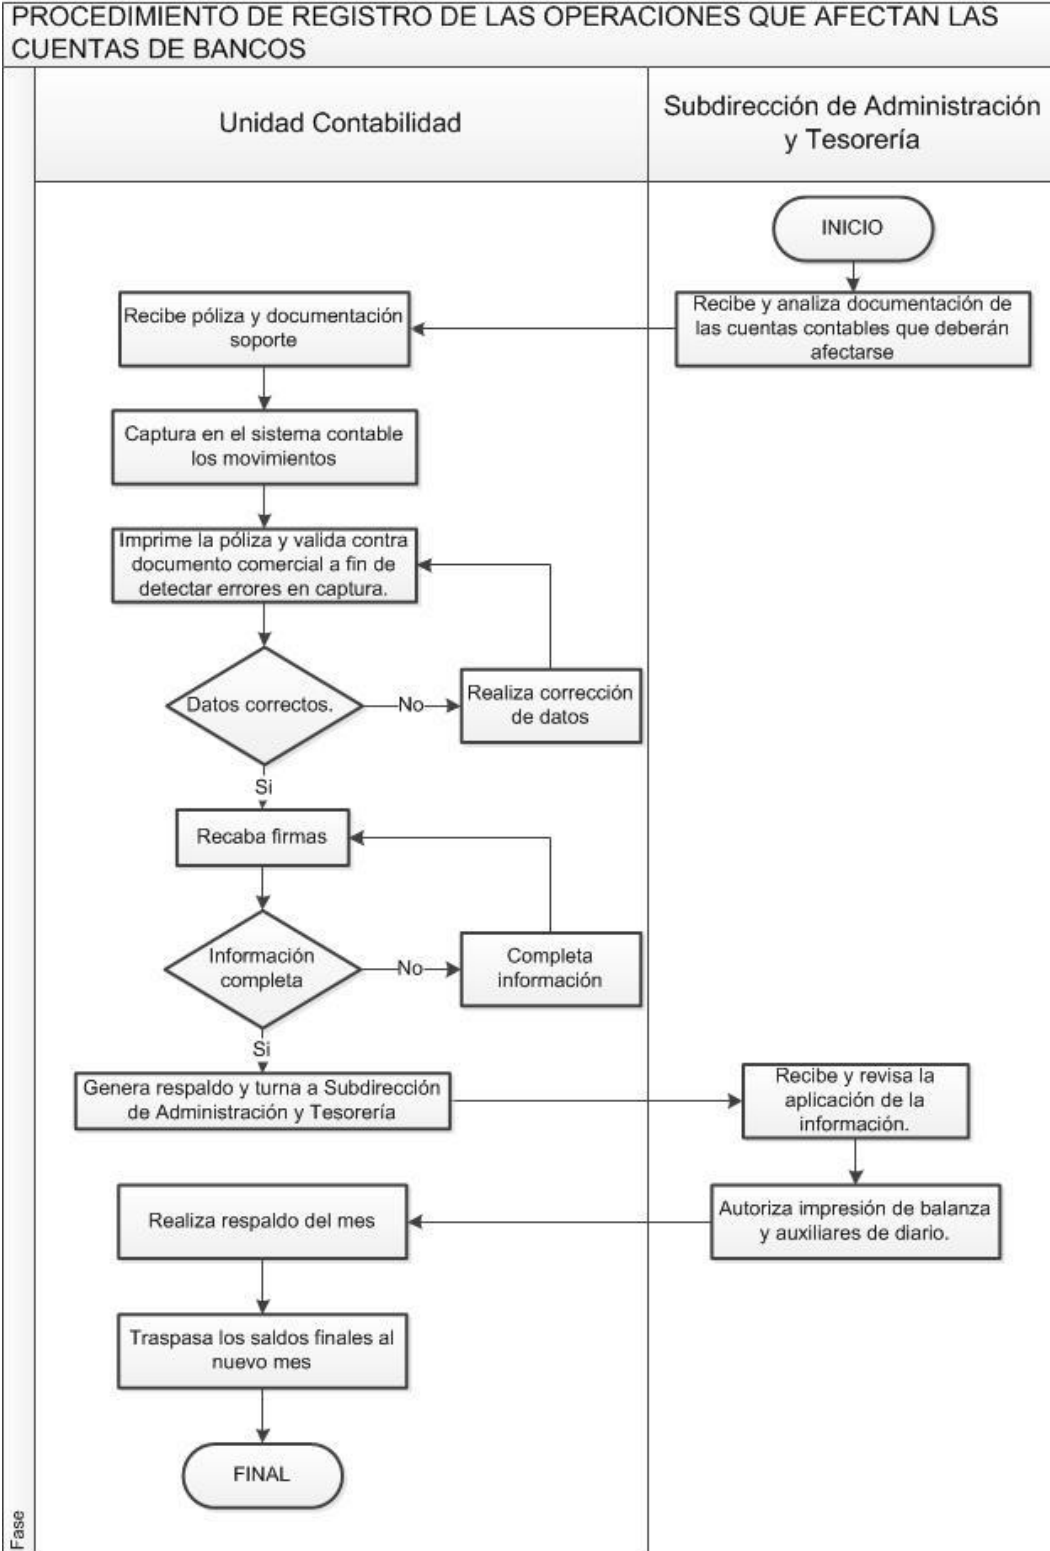 PROCEDIMIENTO DE REGISTRO DE LAS OPERACIONES QUE AFECTAN LAS
CUENTAS DE BANCOS
Unidad Contabilidad
Subdirección de Administración
y Tesorería
INICIO
Recibe y analiza documentación de
las cuentas contables que deberán
afectarse
Recibe póliza y documentación
soporte
Captura en el sistema contable
los movimientos
Imprime la póliza y valida contra
documento comercial a fin de
detectar errores en captura.
Datos correctos.
No
Realiza corrección
de datos
Si
Recaba firmas
Información
completa
No
Completa
información
Si
Genera respaldo y turna a Subdirección
de Administración y Tesorería
Recibe y revisa la
aplicación de la
información.
Autoriza impresión de balanza
y auxiliares de diario.
Realiza respaldo del mes
Traspasa los saldos finales al
nuevo mes
FINAL
Fase